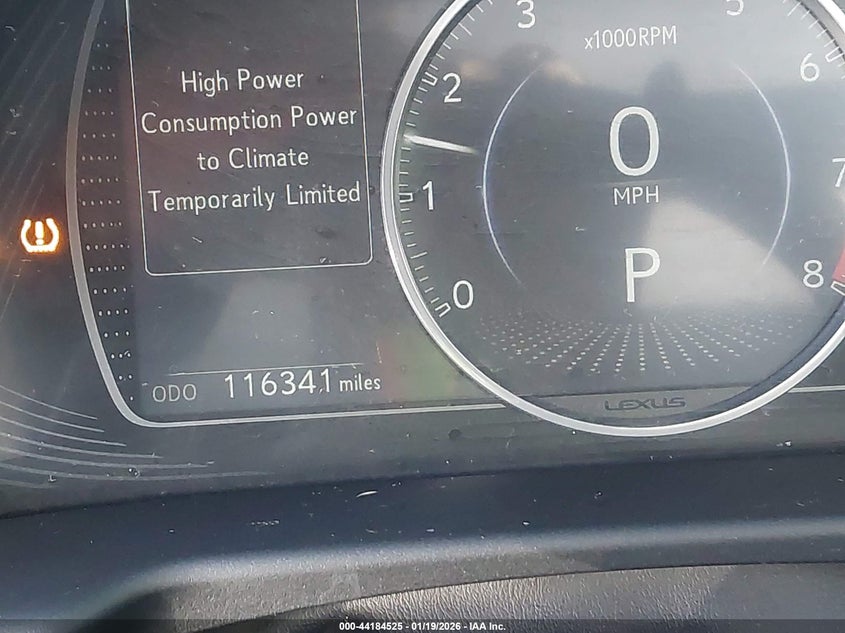 3
5
x1000RPM
High Power
2
6
Consumption Power
0
to Climate
7
Temporarily Limited
1
MPH
P
0
8
ODO 116341 miles
LEXUS
000-44184525 - 01/19/2026 - IAA Inc.